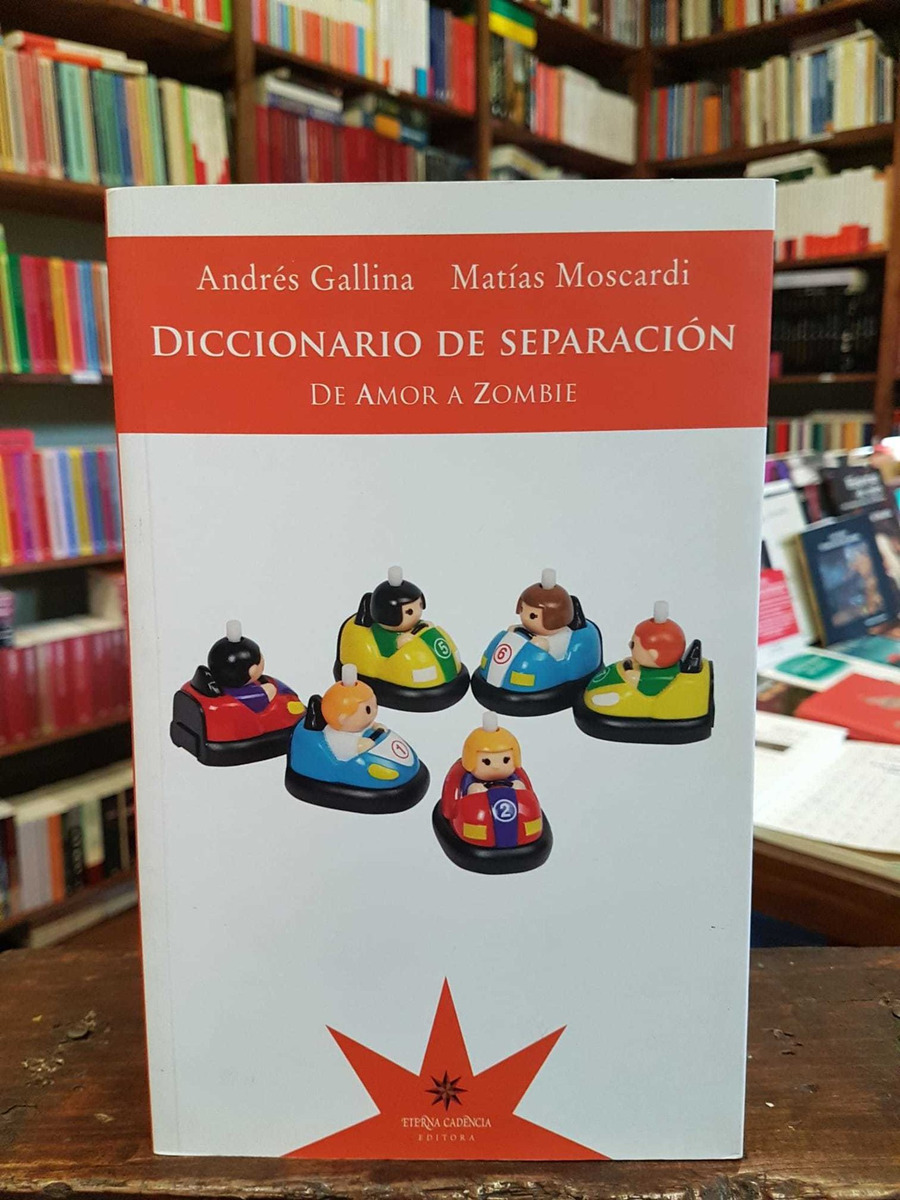 Andrés Gallina Matías Moscardi
DICCIONARIO DE SEPARACIÓN
DE AMOR A ZOMBIE
5
6
1
2
ETERNA CADENCIA
EDITORA